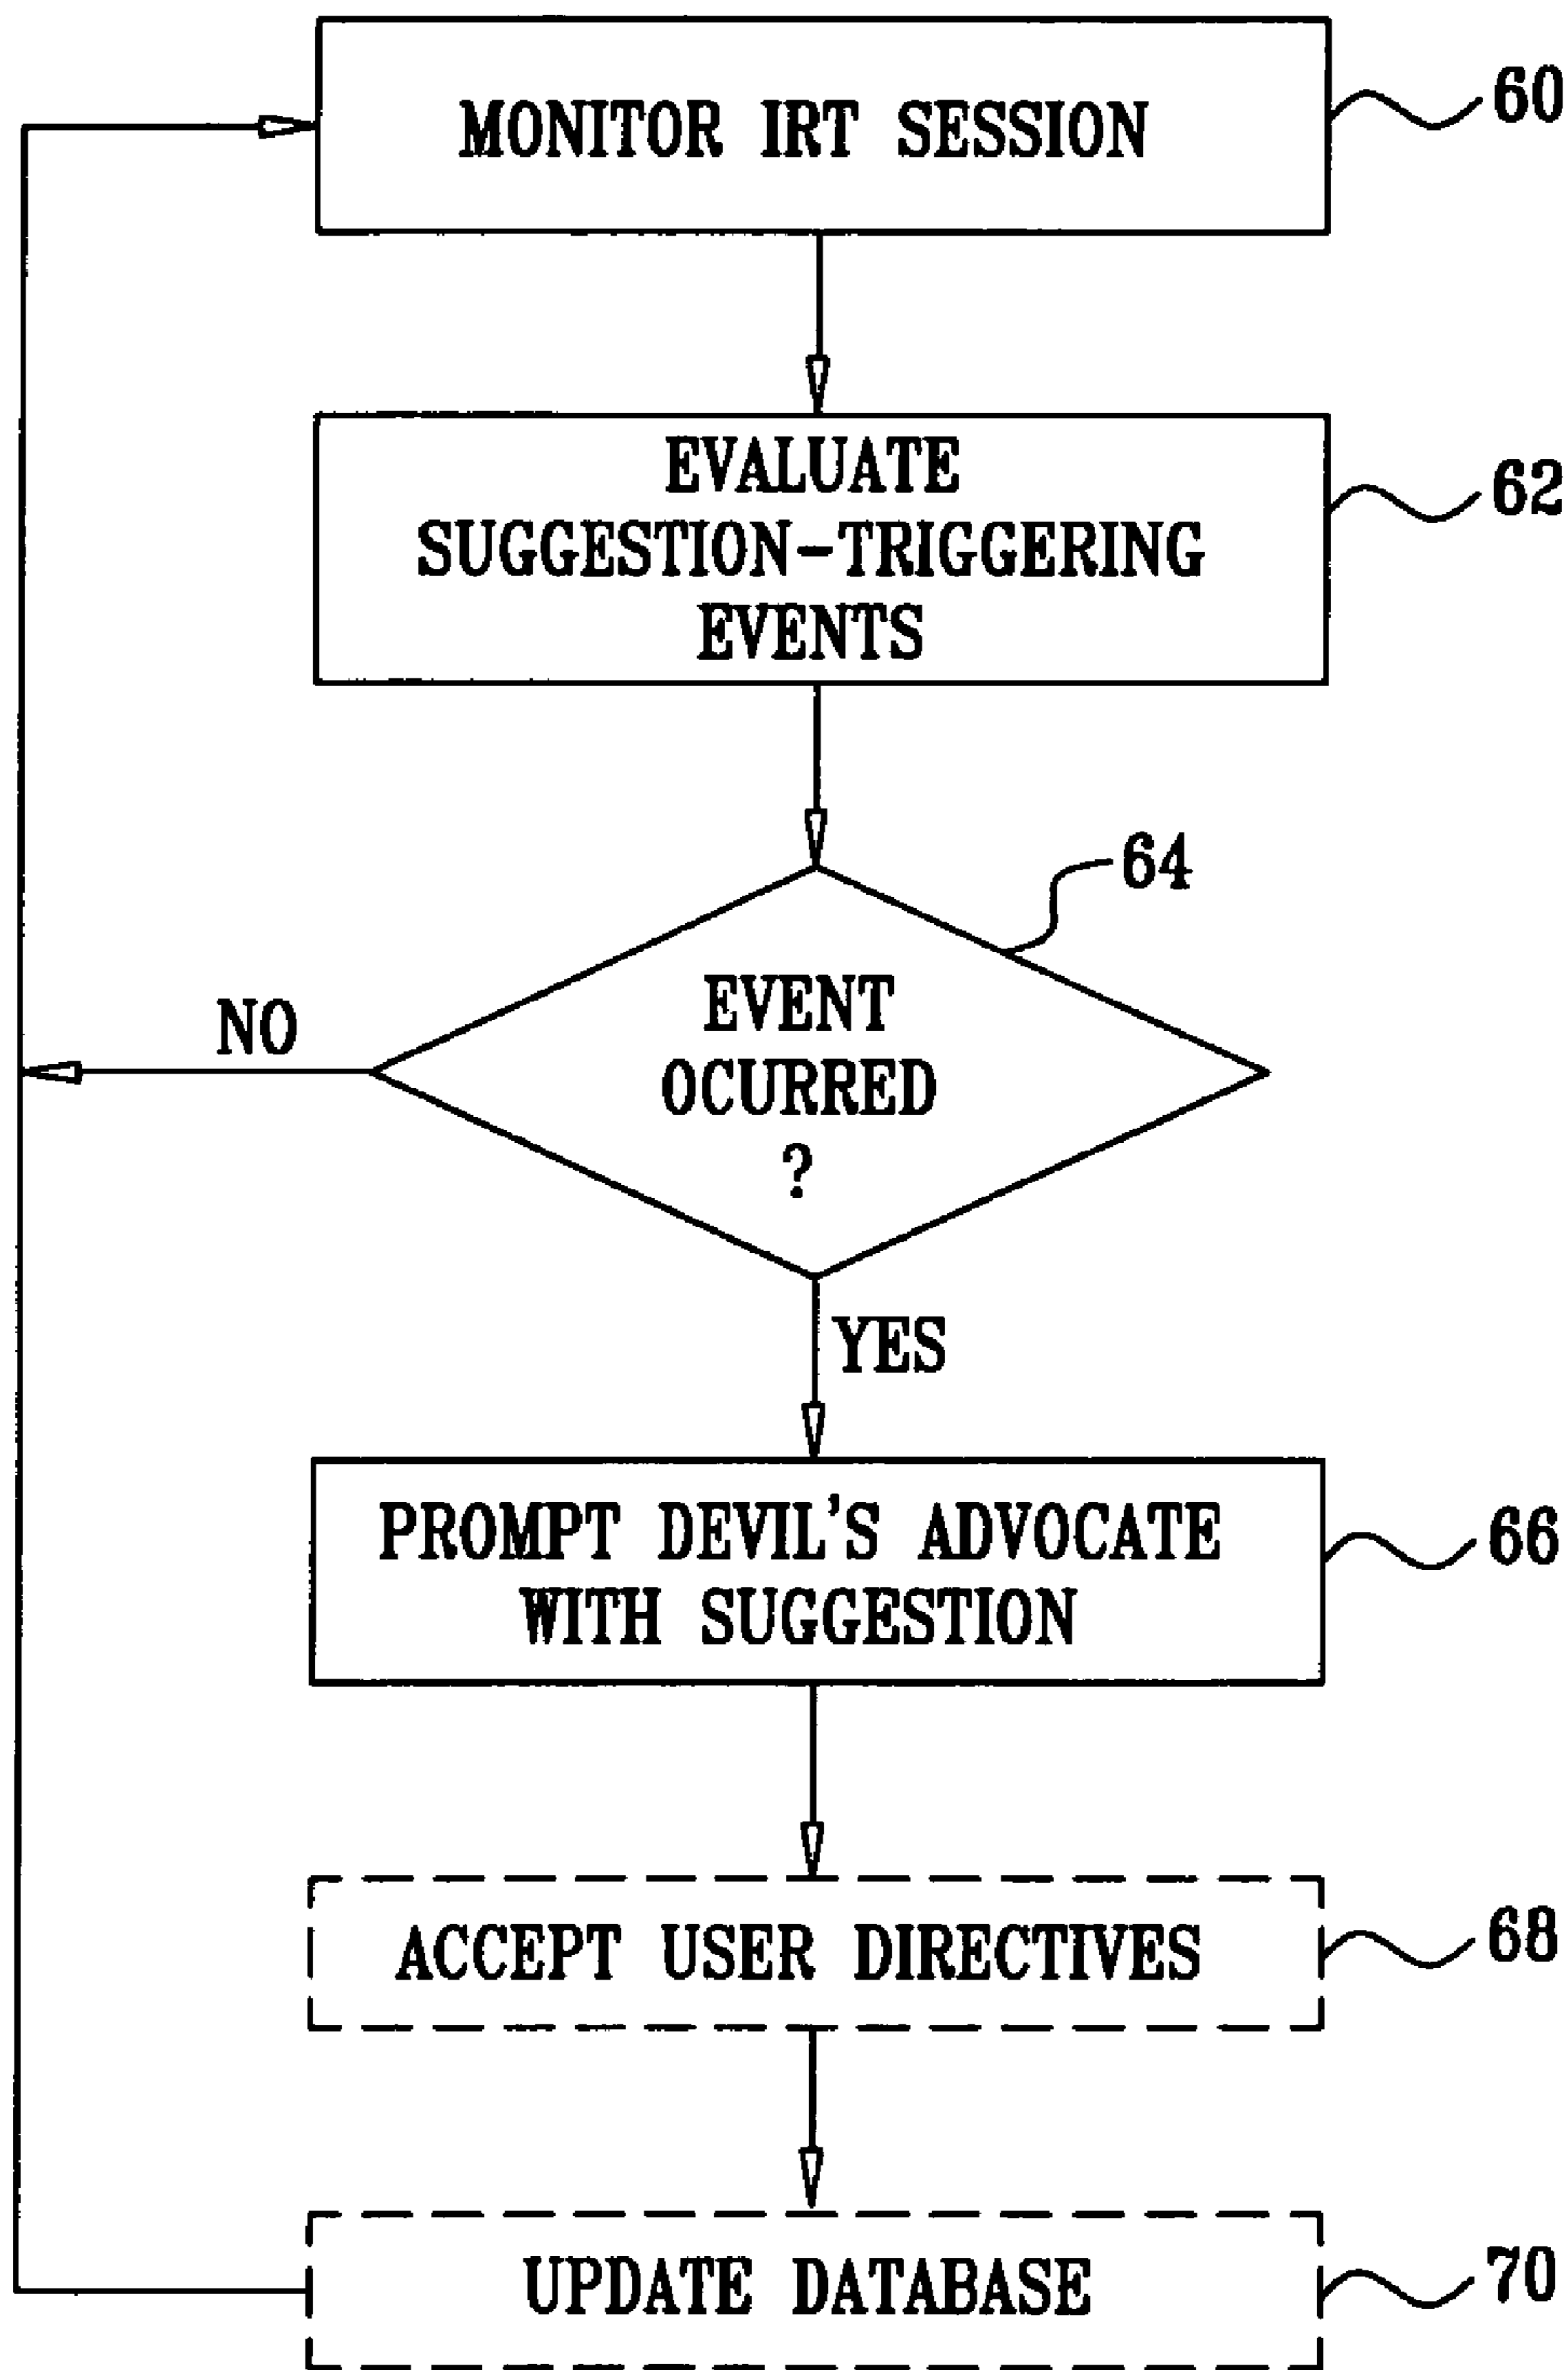 MONITOR IRT SESSION
60
EVALUATE
SUGGESTION-TRIGGERING
EVENTS
62
64
EVENT
OCURRED
?
NO
YES
PROMPT DEVIL'S ADVOCATE
WITH SUGGESTION
66
ACCEPT USER DIRECTIVES
68
UPDATE DATABASE
70